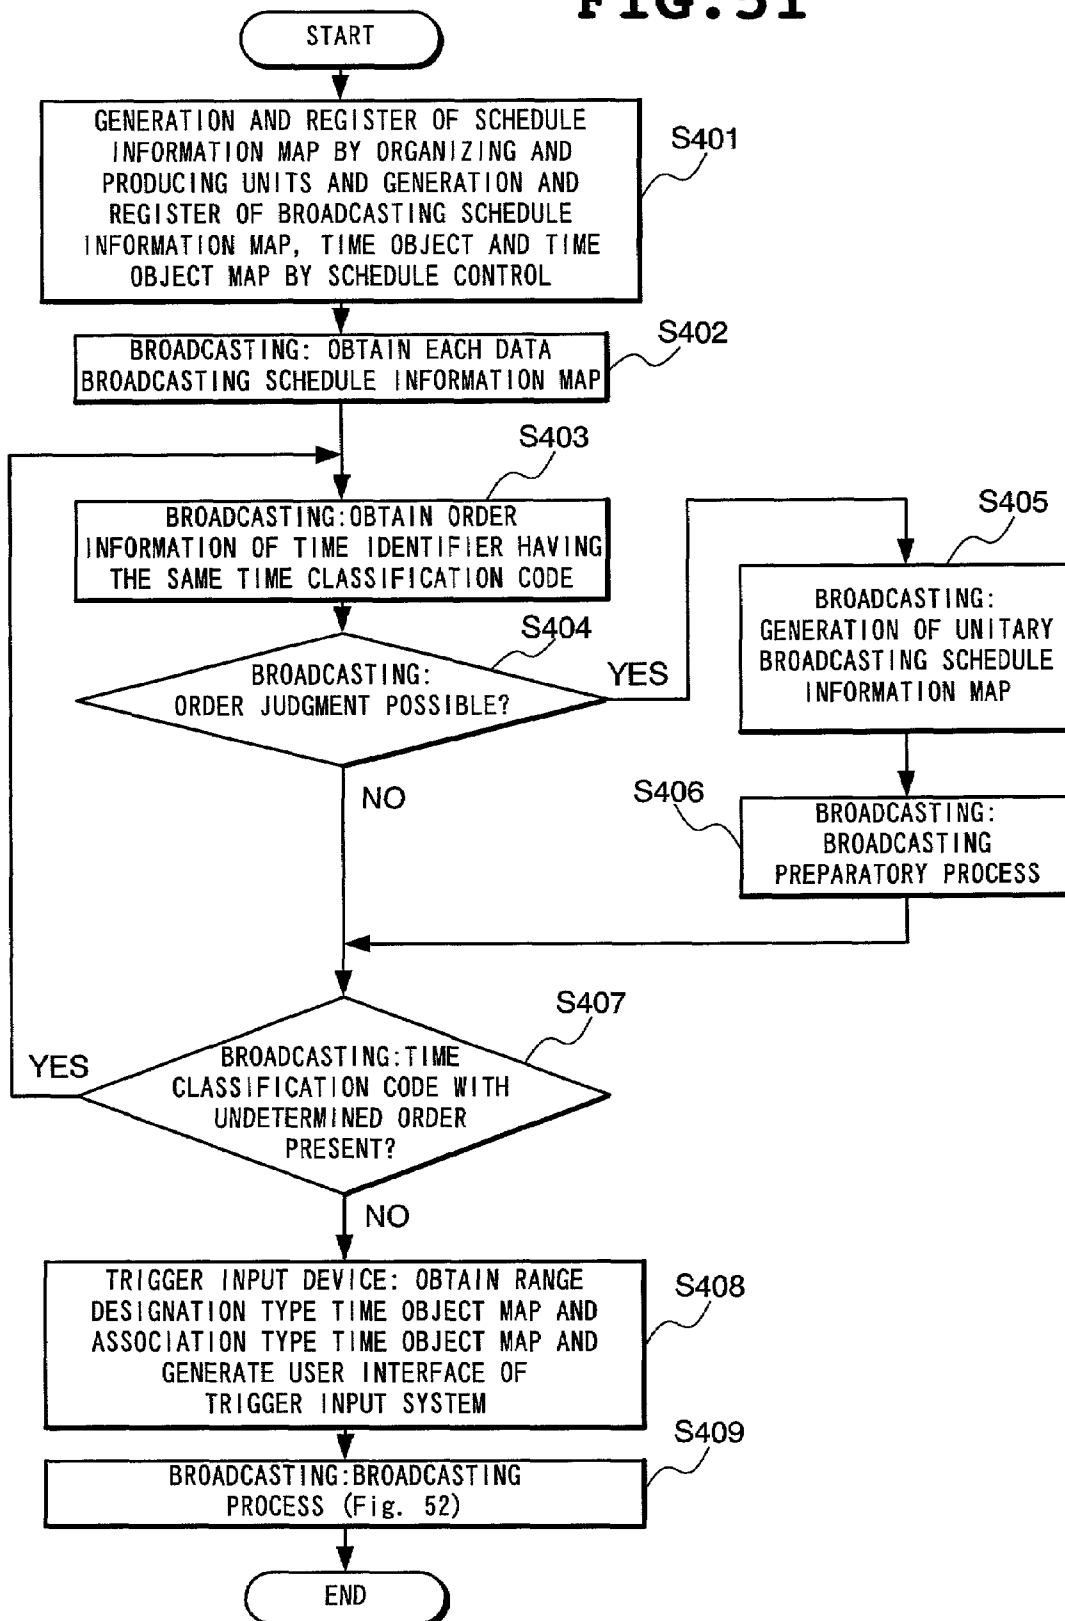 FIG.51
START
GENERATION AND REGISTER OF SCHEDULE
INFORMATION MAP BY ORGANIZING AND
PRODUCING UNITS AND GENERATION AND
REGISTER OF BROADCASTING SCHEDULE
INFORMATION MAP, TIME OBJECT AND TIME
OBJECT MAP BY SCHEDULE CONTROL
S401
BROADCASTING: OBTAIN EACH DATA
BROADCASTING SCHEDULE INFORMATION MAP
S402
BROADCASTING:OBTAIN ORDER
INFORMATION OF TIME IDENTIFIER HAVING
THE SAME TIME CLASSIFICATION CODE
S403
BROADCASTING:
ORDER JUDGMENT POSSIBLE?
S404
YES
NO
BROADCASTING:
GENERATION OF UNITARY
BROADCASTING SCHEDULE
INFORMATION MAP
S405
BROADCASTING:
BROADCASTING
PREPARATORY PROCESS
S406
BROADCASTING:TIME
CLASSIFICATION CODE WITH
UNDETERMINED ORDER
PRESENT?
S407
YES
NO
TRIGGER INPUT DEVICE: OBTAIN RANGE
DESIGNATION TYPE TIME OBJECT MAP AND
ASSOCIATION TYPE TIME OBJECT MAP AND
GENERATE USER INTERFACE OF
TRIGGER INPUT SYSTEM
S408
BROADCASTING:BROADCASTING
PROCESS (Fig. 52)
S409
END